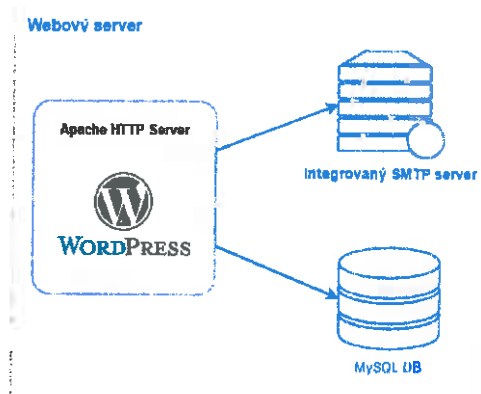 Webový server
Apache HTTP Server
WORDPRESS
Integrovaný SMTP server
MySQL DB